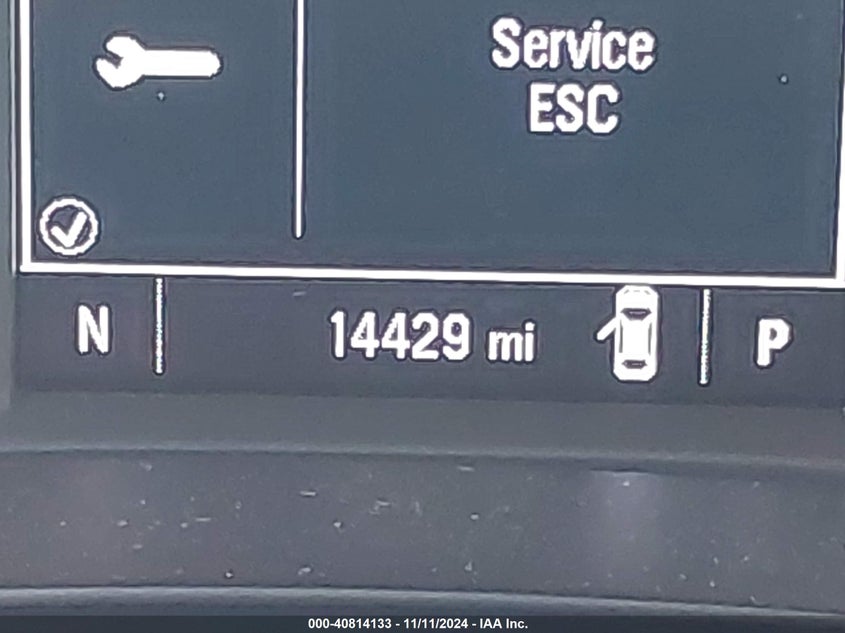 Service
ESC
N 14429 mi P
000-40814133 - 11/11/2024 - IAA Inc.